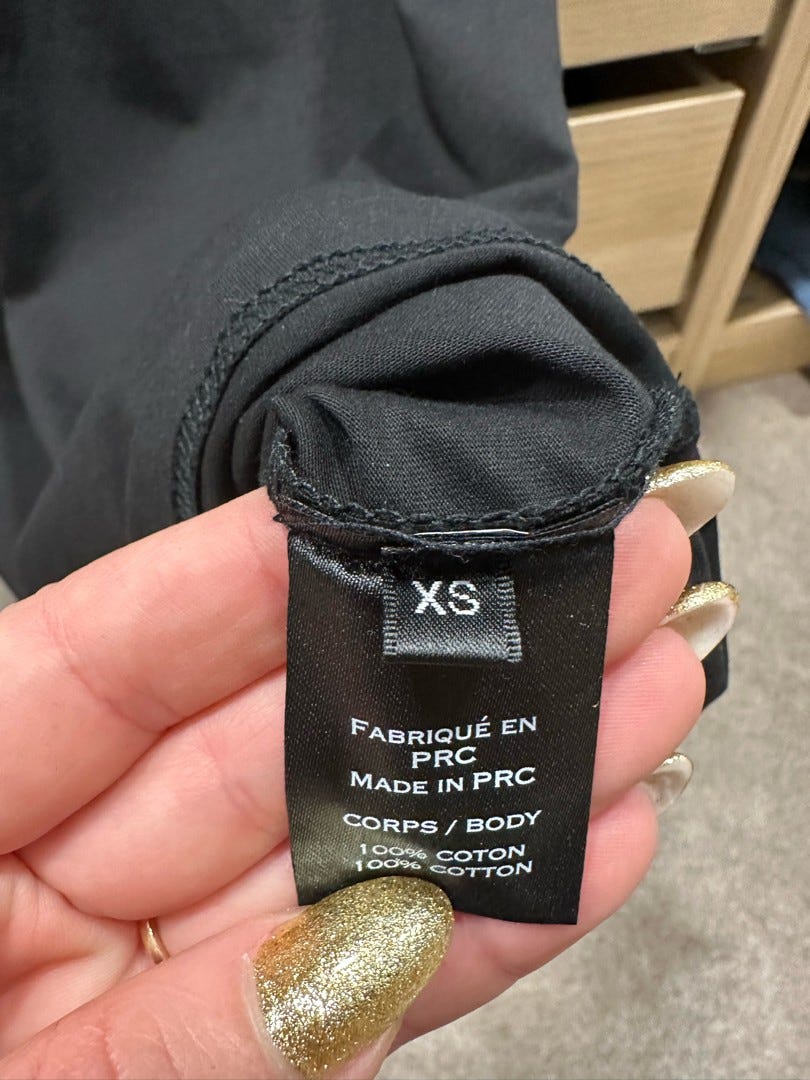 XS
FABRIQUÉ EN
PRC
MADE IN PRC
CORPS / BODY
100% COTON
100% COTTON